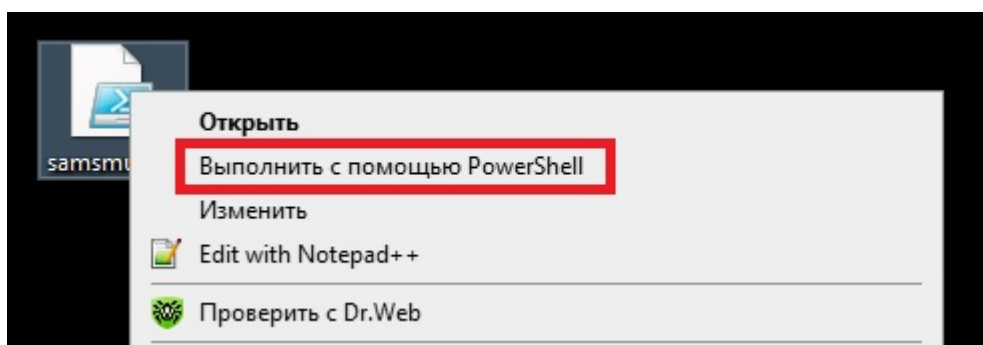 Открыть
samsmu
Выполнить с помощью PowerShell
Изменить
Edit with Notepad++
Проверить с Dr.Web